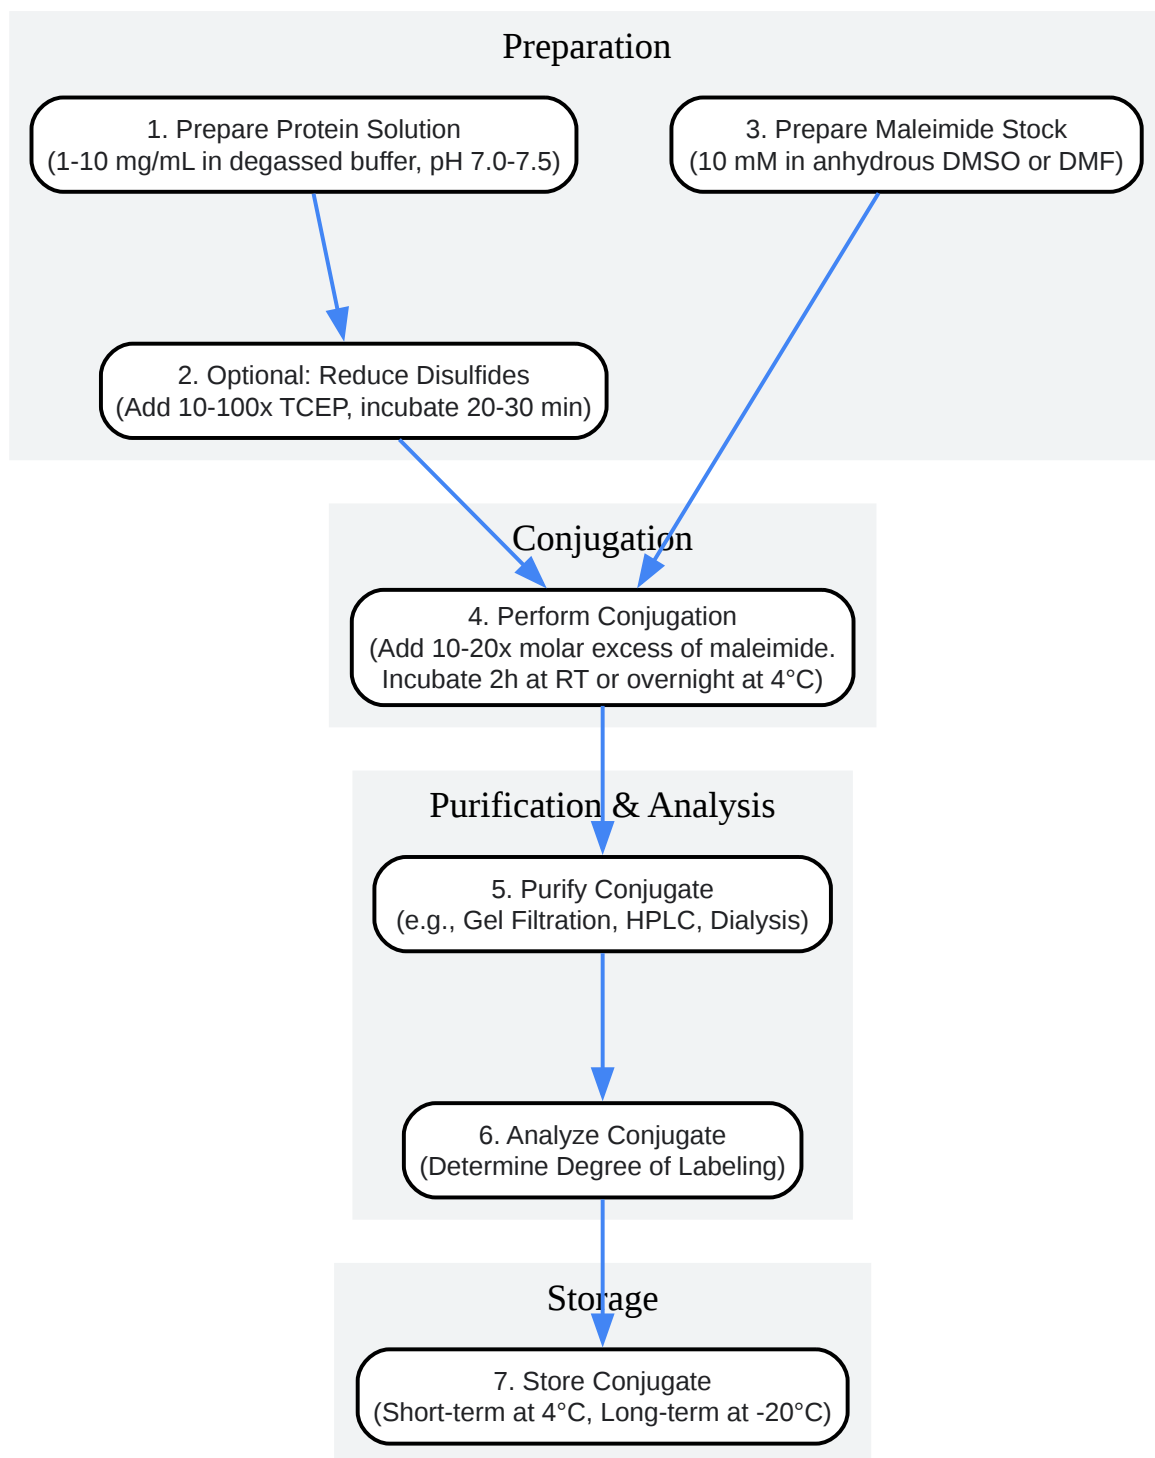 Preparation
1. Prepare Protein Solution
(1-10 mg/mL in degassed buffer, pH 7.0-7.5)
3. Prepare Maleimide Stock
(10 mM in anhydrous DMSO or DMF)
2. Optional: Reduce Disulfides
(Add 10-100x TCEP, incubate 20-30 min)
Conjugation
4. Perform Conjugation
(Add 10-20x molar excess of maleimide.
Incubate 2h at RT or overnight at 4°C)
Purification & Analysis
5. Purify Conjugate
(e.g., Gel Filtration, HPLC, Dialysis)
6. Analyze Conjugate
(Determine Degree of Labeling)
Storage
7. Store Conjugate
(Short-term at 4°C, Long-term at -20°C)